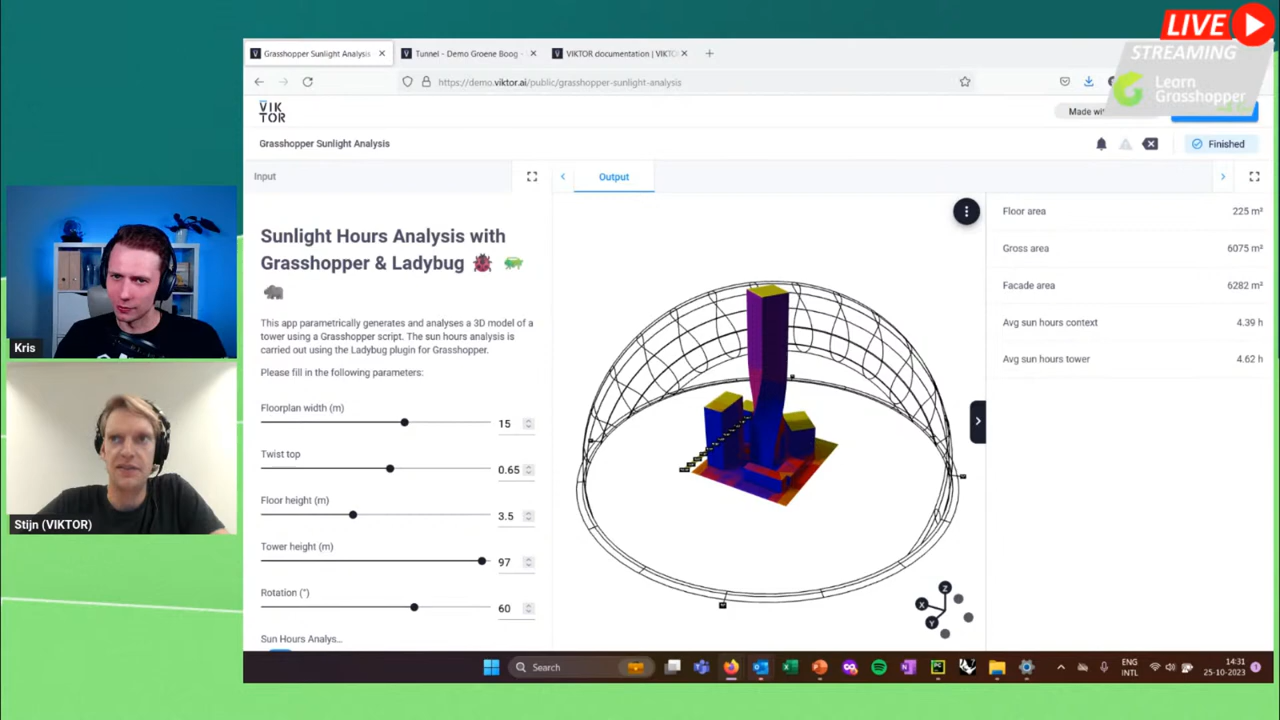 LIVE
STREAMING
Learn
Grasshopper
Grasshopper Sunlight Analysis
Tunnel - Demo Groene Boog -
VIKTOR documentation | VIKTO
https://demo.viktor.ai/public/grasshopper-sunlight-analysis
VIK
TOR
Made
Grasshopper Sunlight Analysis
Finished
Input
Output
Sunlight Hours Analysis with
Grasshopper & Ladybug
This app parametrically generates and analyses a 3D model of a
tower using a Grasshopper script. The sun hours analysis is
carried out using the Ladybug plugin for Grasshopper.
Please fill in the following parameters:
Floorplan width (m)
15
Twist top
0.65
Floor height (m)
3.5
Tower height (m)
97
Rotation (°)
60
Sun Hours Analys...
Floor area 225 m²
Gross area 6075 m²
Facade area 6282 m²
Avg sun hours context 4.39 h
Avg sun hours tower 4.62 h
Z
X
Y
Kris
Stijn (VIKTOR)
Search
ENG
INTL
14:31
25-10-2023